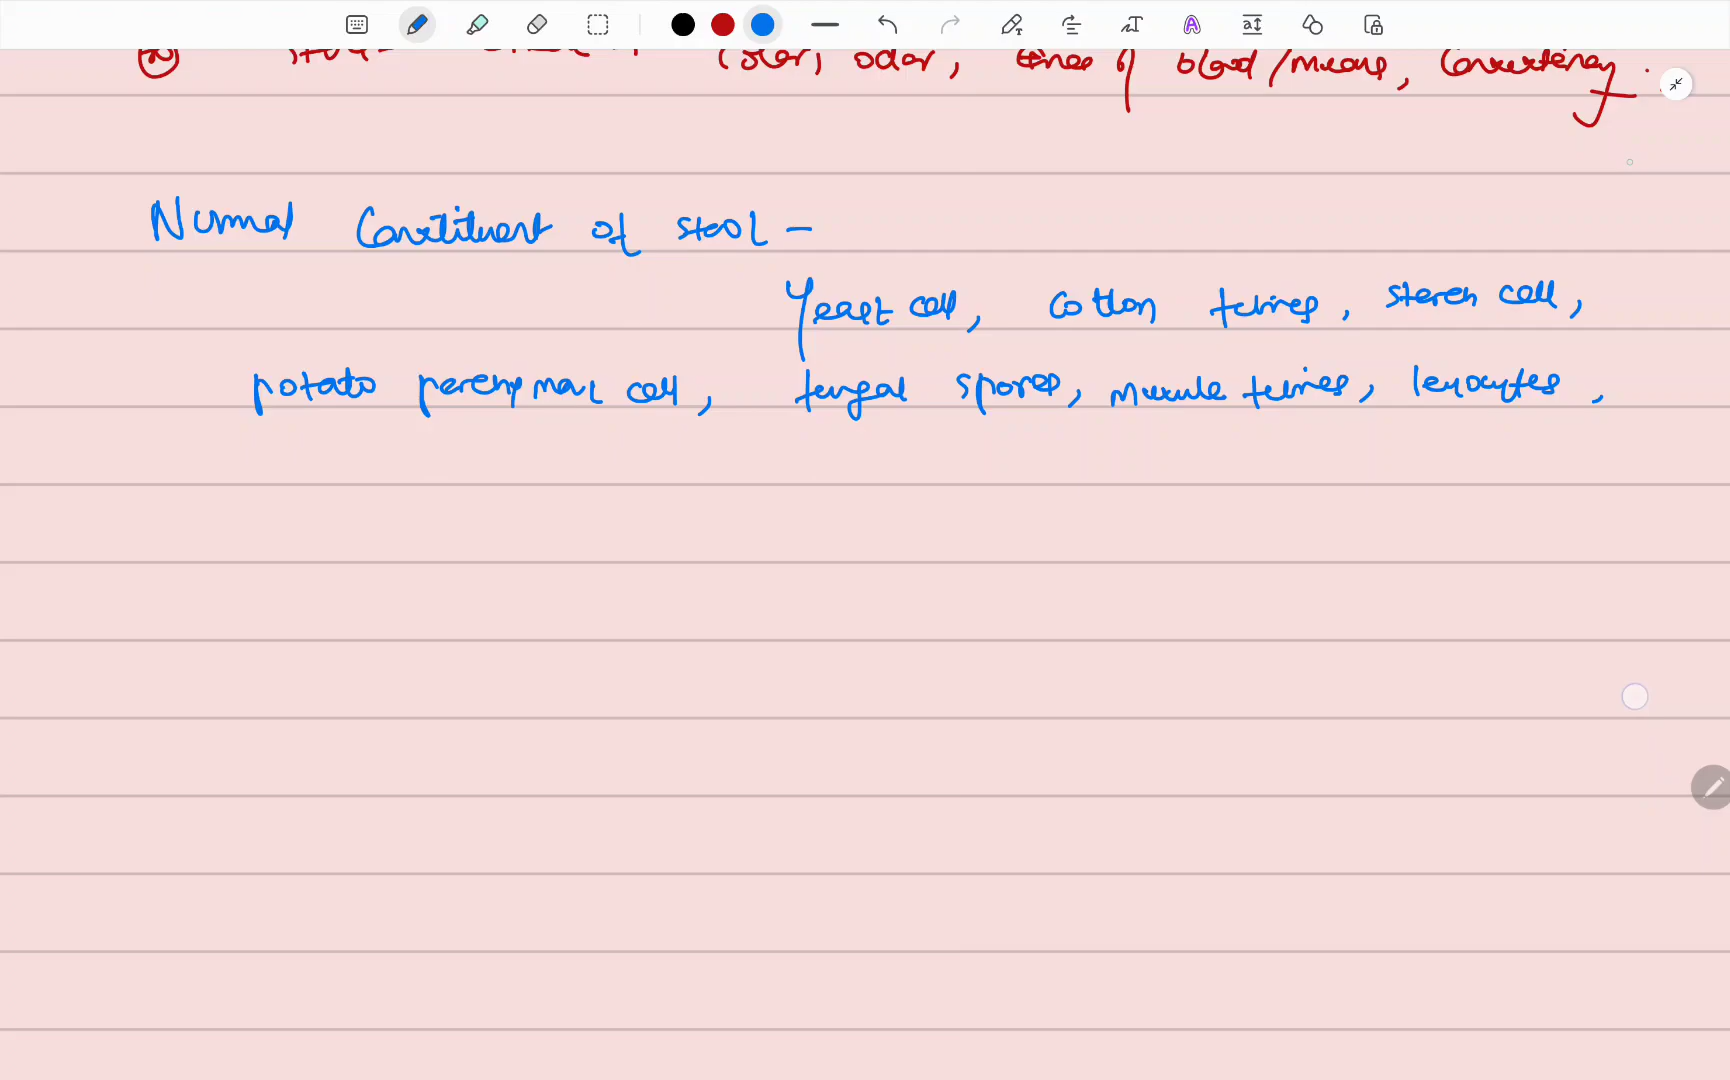 color, odor, blood/mucus, consistency.
Normal Constituent of stool -
Yeast cell, cotton fibres, starch cell,
potato parenchymal cell, fungal spores, muscle fibres, leucocytes,